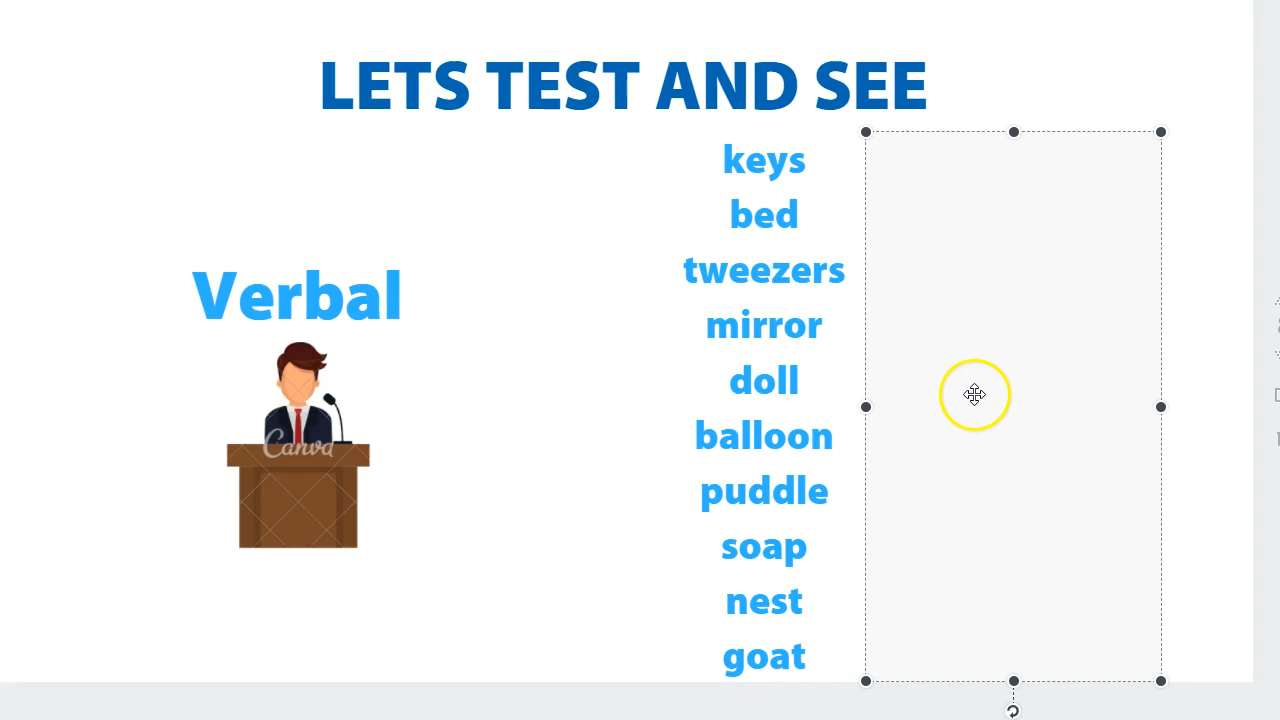 LETS TEST AND SEE
keys
bed
tweezers
Verbal
mirror
doll
balloon
Canva
puddle
soap
nest
goat